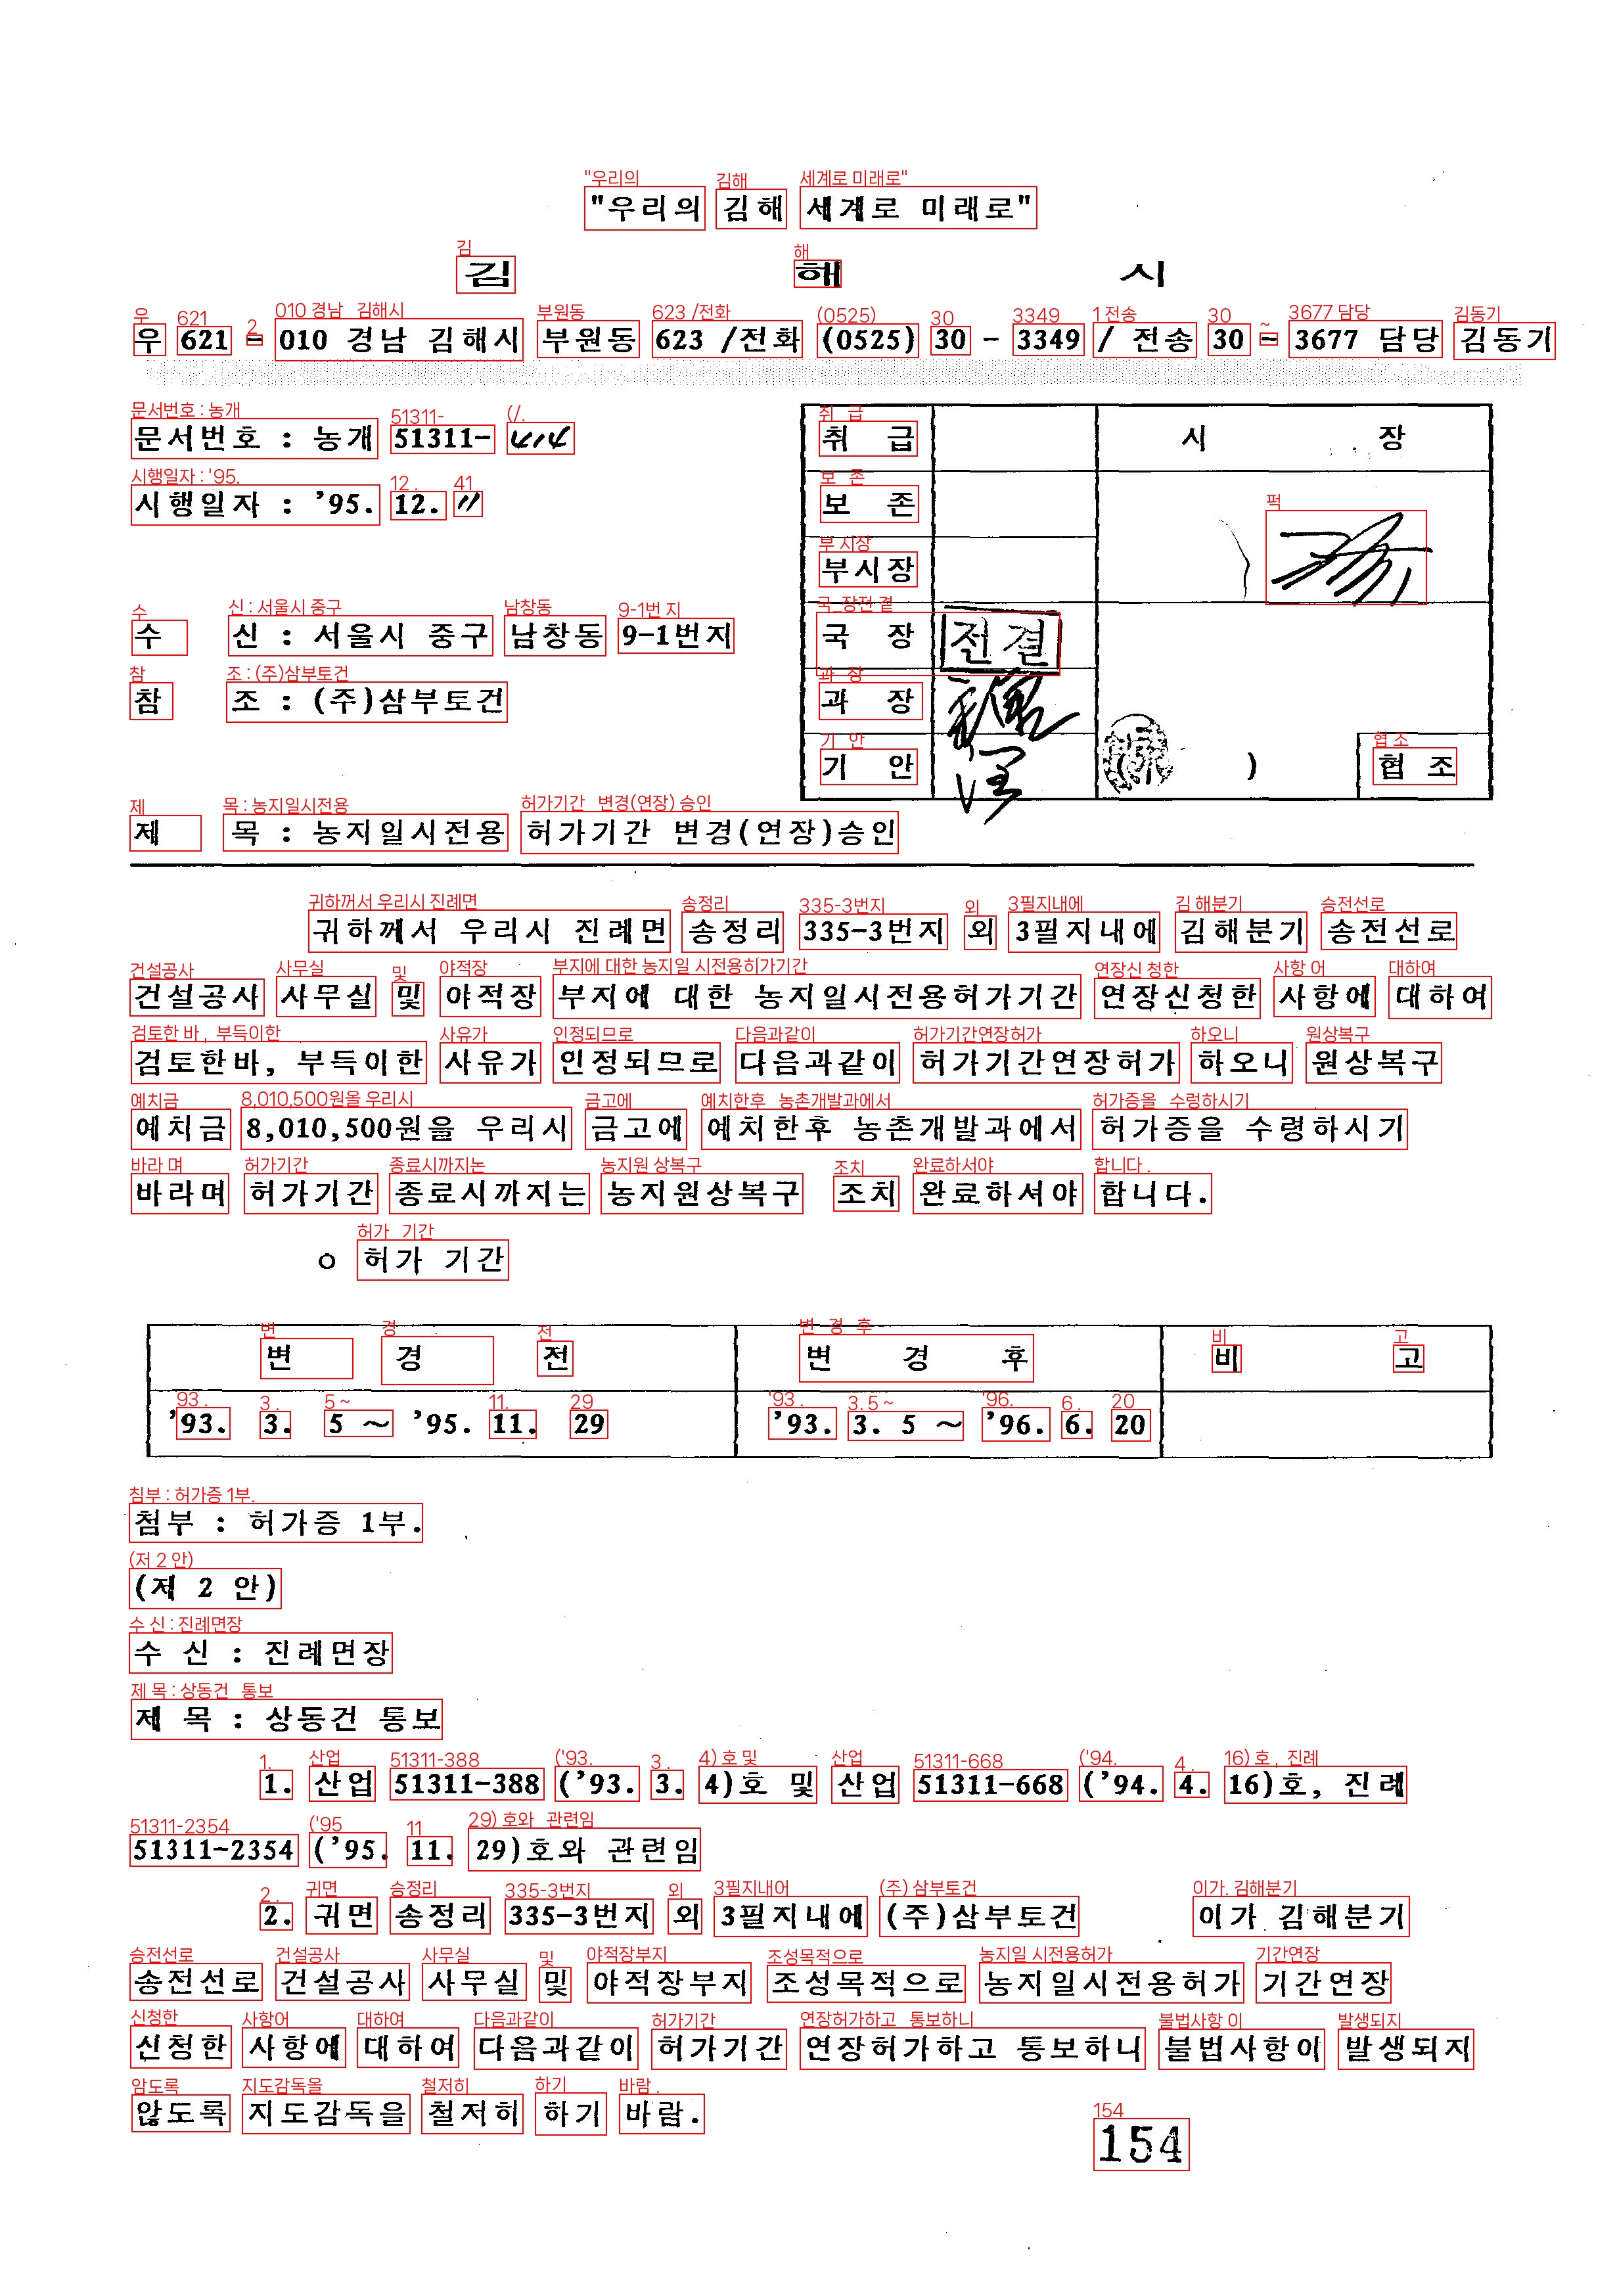 "우리의 김해 세계로 미래로"
김 해 시
우 621 - 010 경남 김해시 부원동 623 /전화 (0525) 30 - 3349 / 전송 30 - 3677 담당 김동기
문서번호 : 농개 51311-
시행일자 : '95. 12.
수 신 : 서울시 중구 남창동 9-1번지
참 조 : (주)삼부토건
취 급 시 장
보 존
부시장
국 장 전결
과 장
기 안 ( ) 협 조
제 목 : 농지일시전용 허가기간 변경(연장)승인
귀하께서 우리시 진례면 송정리 335-3번지 외 3필지내에 김해분기 송전선로
건설공사 사무실 및 야적장 부지에 대한 농지일시전용허가기간 연장신청한 사항에 대하여
검토한바, 부득이한 사유가 인정되므로 다음과같이 허가기간연장허가 하오니 원상복구
예치금 8,010,500원을 우리시 금고에 예치한후 농촌개발과에서 허가증을 수령하시기
바라며 허가기간 종료시까지는 농지원상복구 조치 완료하셔야 합니다.
ㅇ 허가 기간
변 경 전 변 경 후 비 고
'93. 3. 5 ~ '95. 11. 29 '93. 3. 5 ~ '96. 6. 20
첨부 : 허가증 1부.
(제 2 안)
수 신 : 진례면장
제 목 : 상동건 통보
1. 산업 51311-388 ('93. 3. 4)호 및 산업 51311-668 ('94. 4. 16)호, 진례
51311-2354 ('95. 11. 29)호와 관련임
2. 귀면 송정리 335-3번지 외 3필지내에 (주)삼부토건 이가 김해분기
송전선로 건설공사 사무실 및 야적장부지 조성목적으로 농지일시전용허가 기간연장
신청한 사항에 대하여 다음과같이 허가기간 연장허가하고 통보하니 불법사항이 발생되지
않도록 지도감독을 철저히 하기 바람.
154